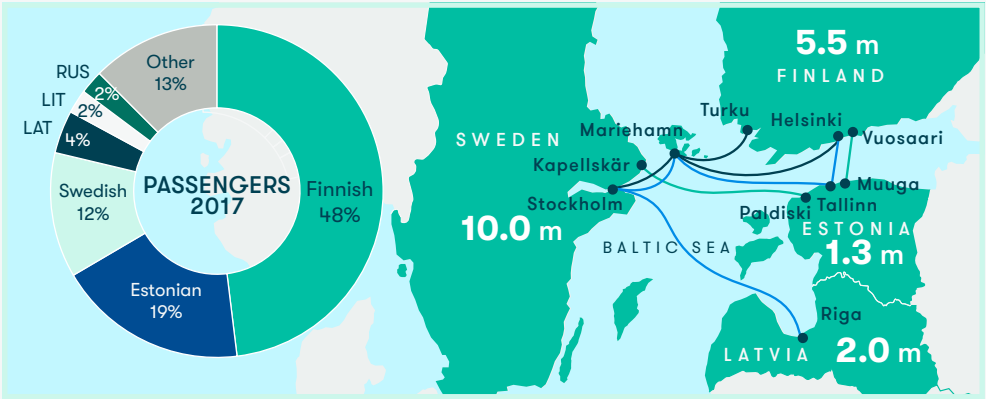 Other
13%
RUS
2%
LIT
2%
LAT
4%
Swedish
12%
PASSENGERS
2017
Finnish
48%
Estonian
19%
5.5 m
FINLAND
SWEDEN
10.0 m
Mariehamn
Turku
Helsinki
Vuosaari
Kapellskär
Stockholm
Muuga
Tallinn
Paldiski
ESTONIA
1.3 m
BALTIC SEA
Riga
LATVIA
2.0 m